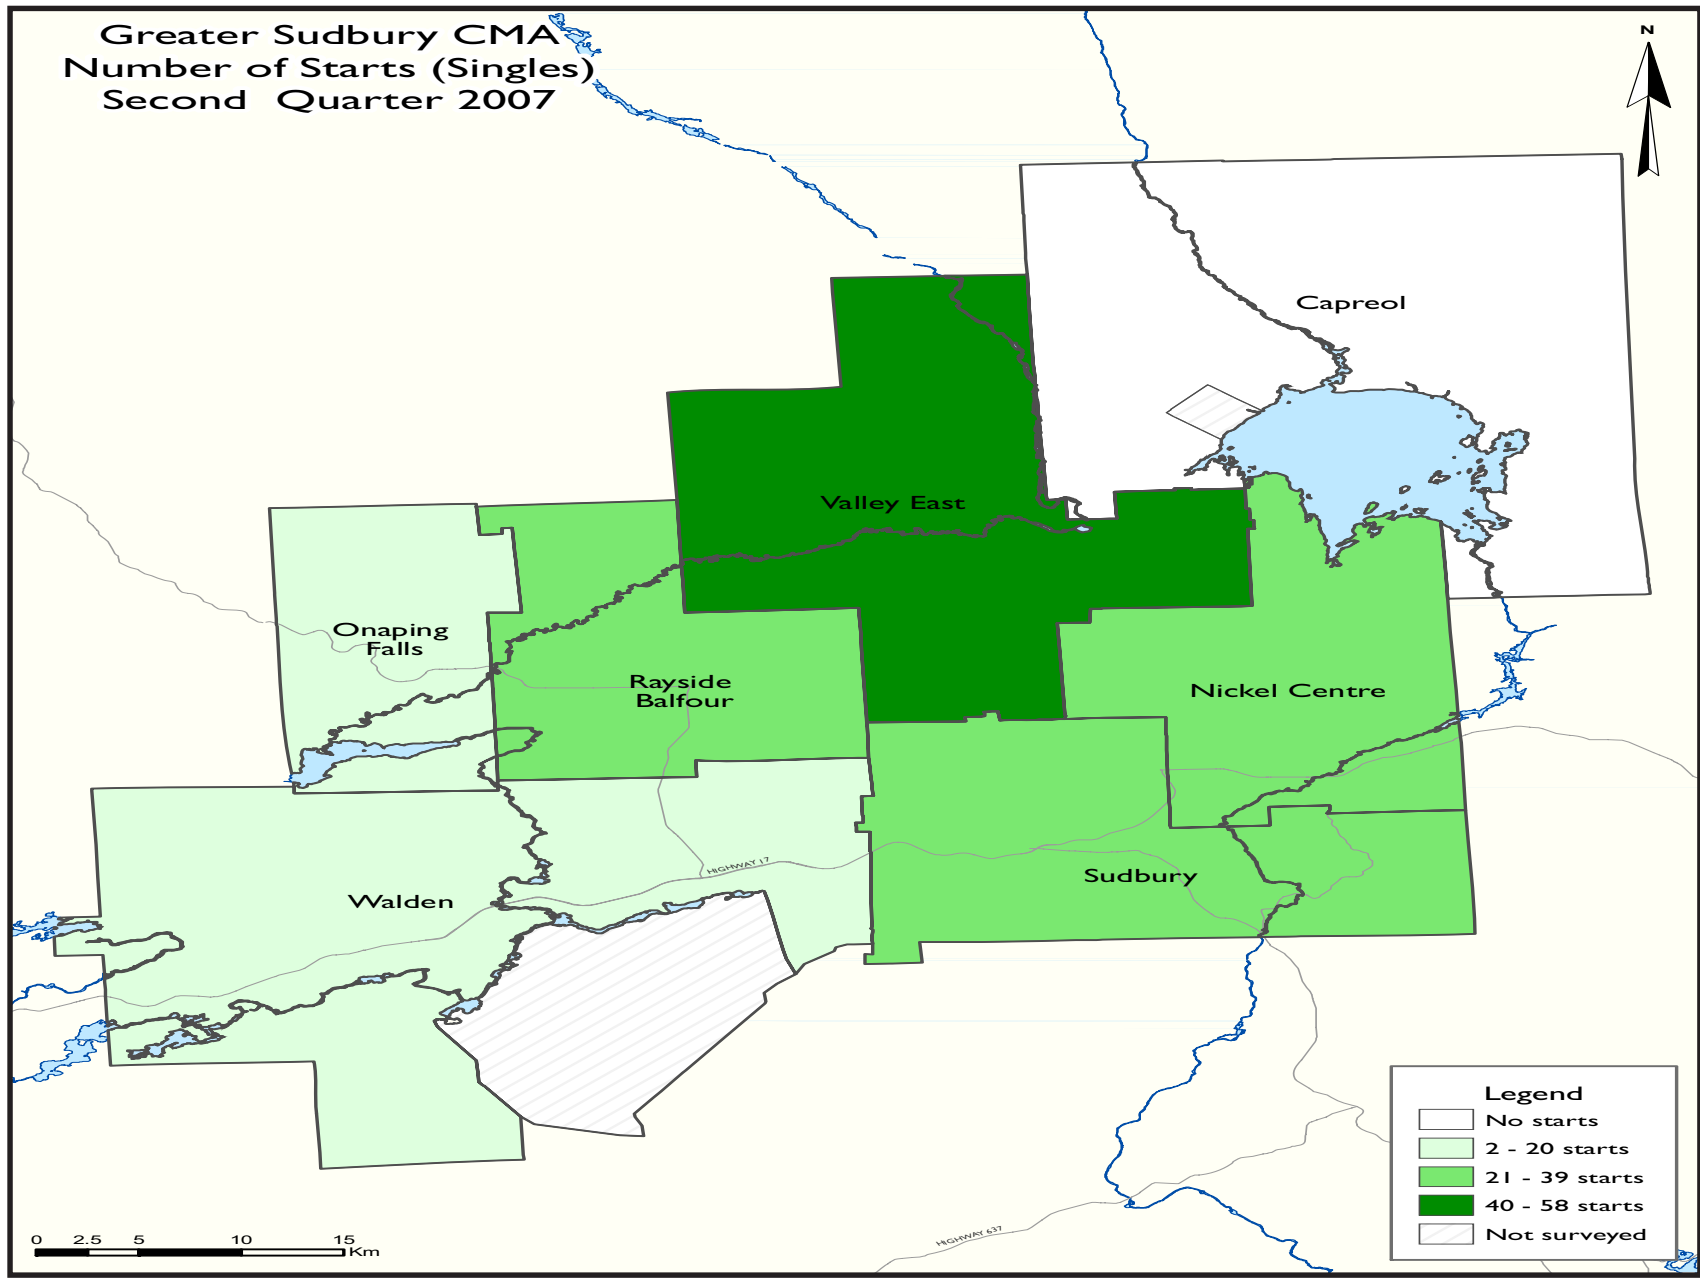 Greater Sudbury CMA
Number of Starts (Singles)
Second Quarter 2007
N
Capreol
Valley East
Onaping
Falls
Rayside
Balfour
Nickel Centre
HIGHWAY 17
Sudbury
Walden
HIGHWAY 637
Legend
No starts
2 - 20 starts
21 - 39 starts
40 - 58 starts
Not surveyed
0 2.5 5 10 15
Km